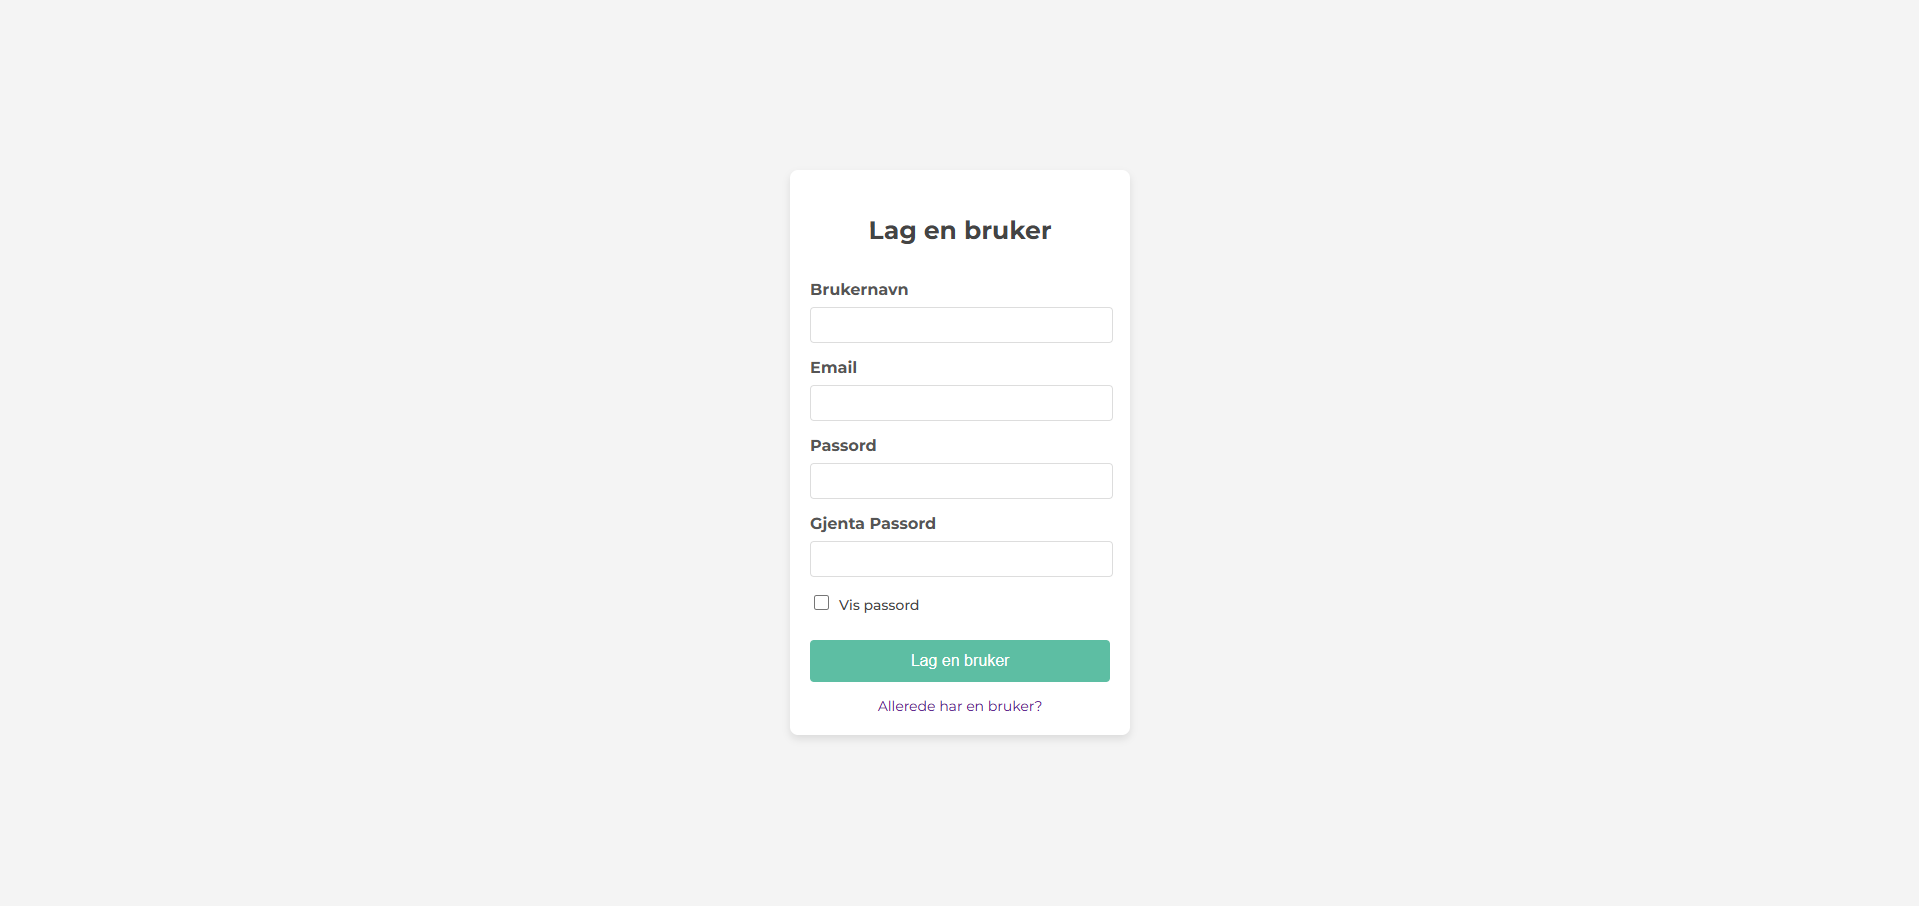 Lag en bruker
Brukernavn
Email
Passord
Gjenta Passord
Vis passord
Lag en bruker
Allerede har en bruker?